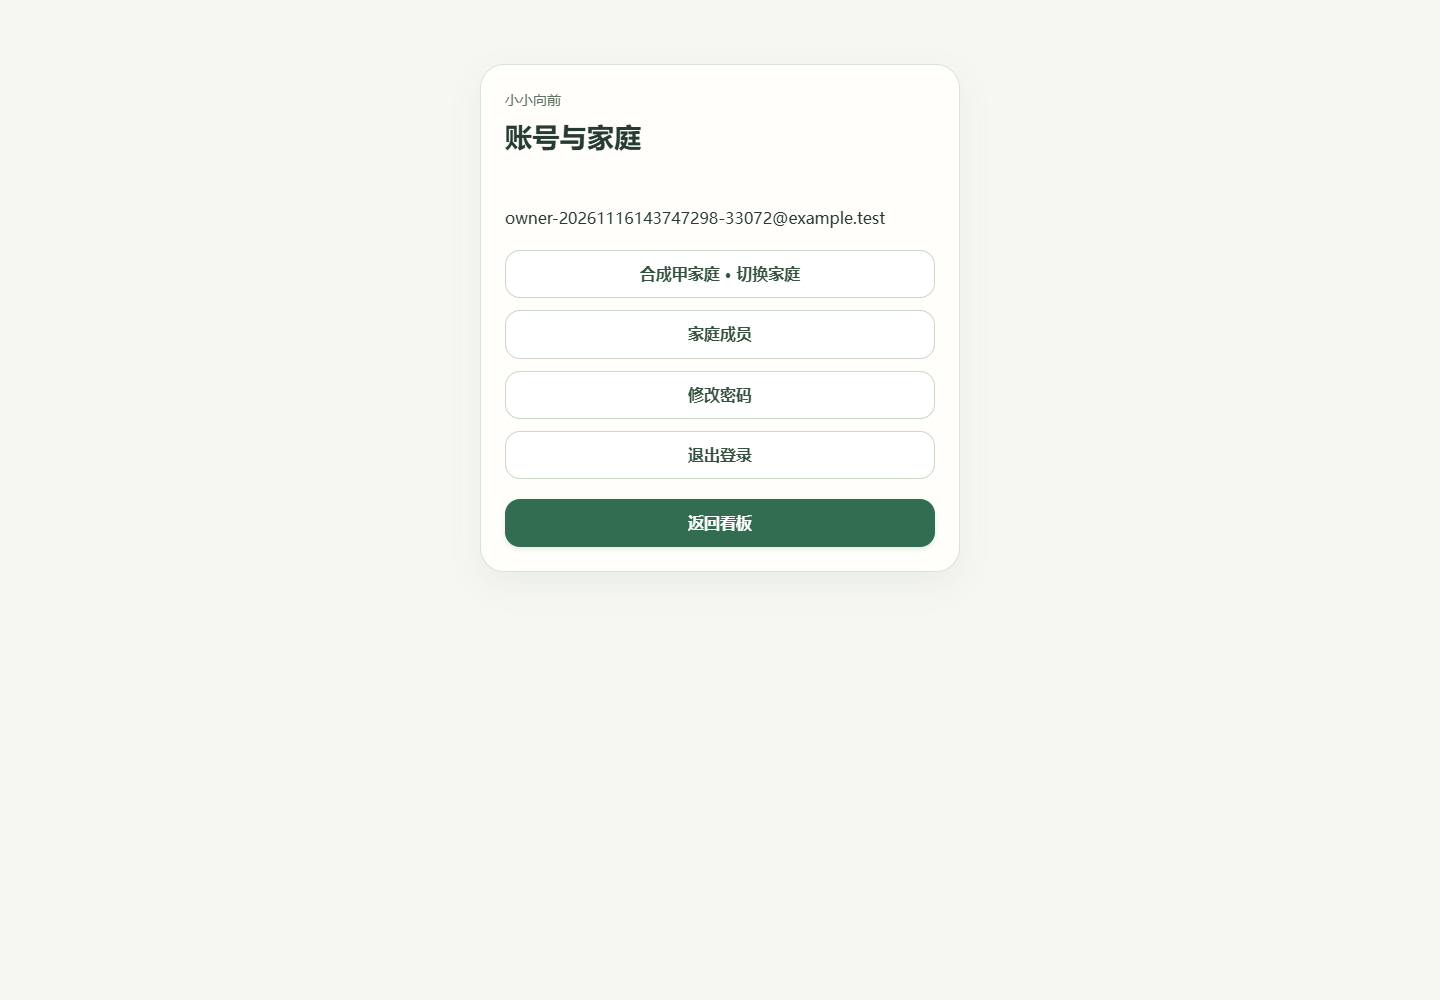 小小向前
账号与家庭
owner-20261116143747298-33072@example.test
合成甲家庭 • 切换家庭
家庭成员
修改密码
退出登录
返回看板